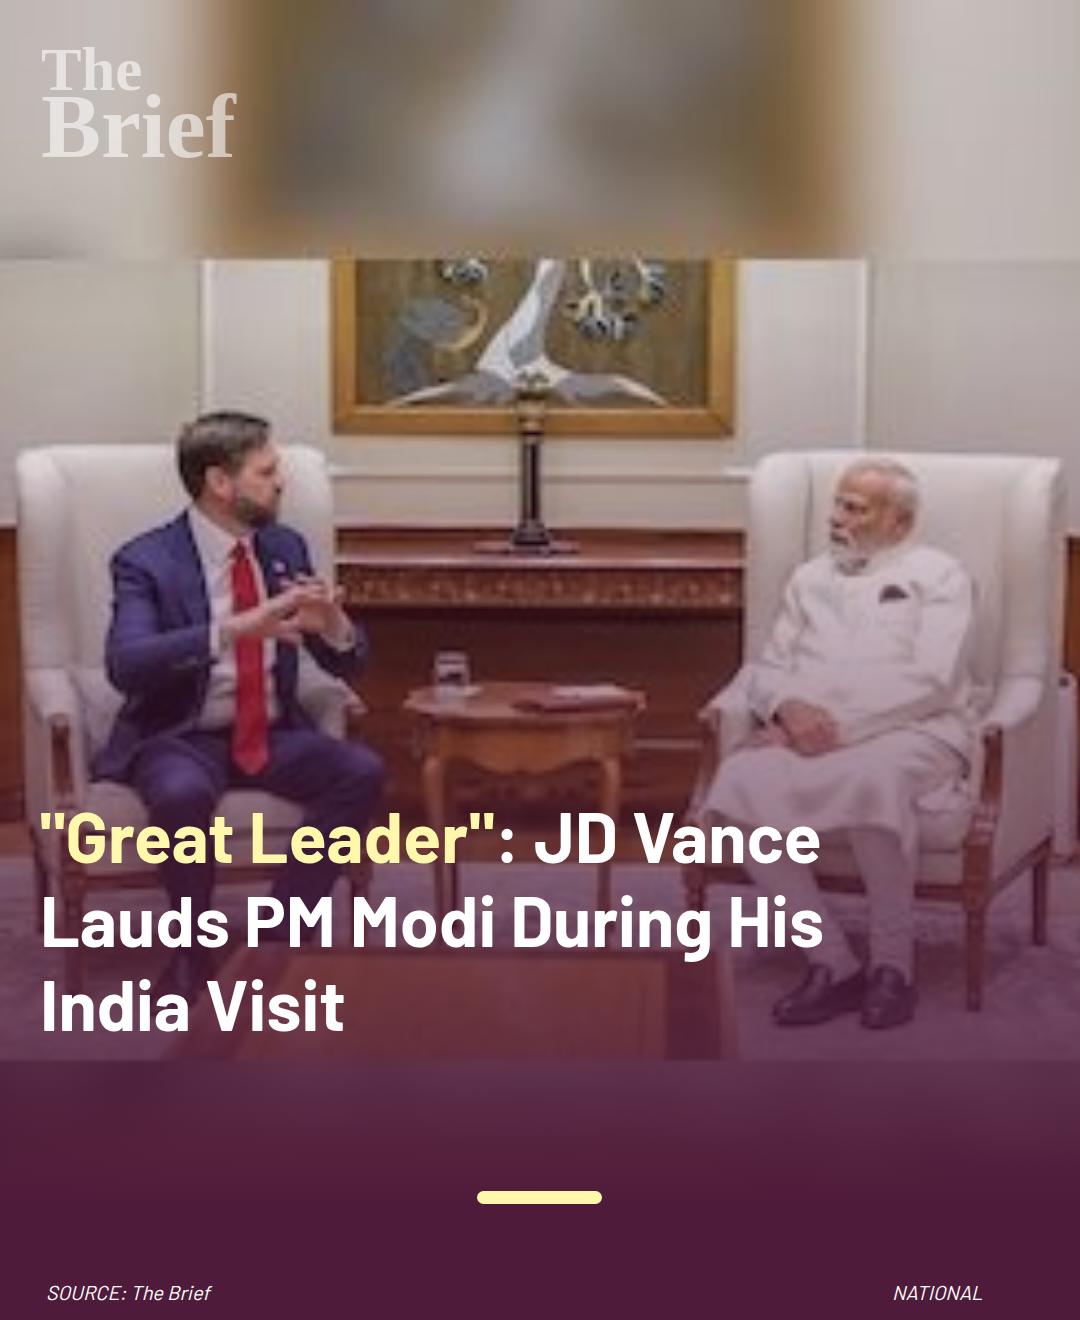 The
Brief
"Great Leader": JD Vance
Lauds PM Modi During His
India Visit
SOURCE: The Brief
NATIONAL